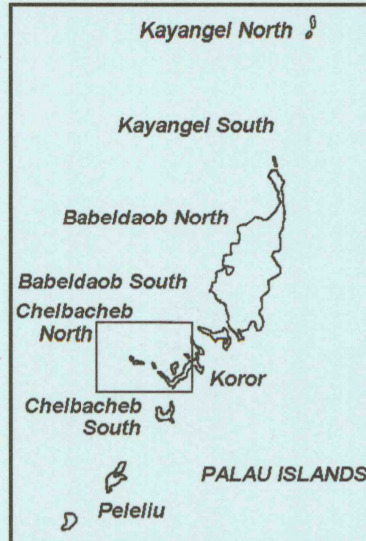 Kayangel North
Kayangel South
Babeldaob North
Babeldaob South
Chelbacheb
North
Koror
Chelbacheb
South
PALAU ISLANDS
Peleliu